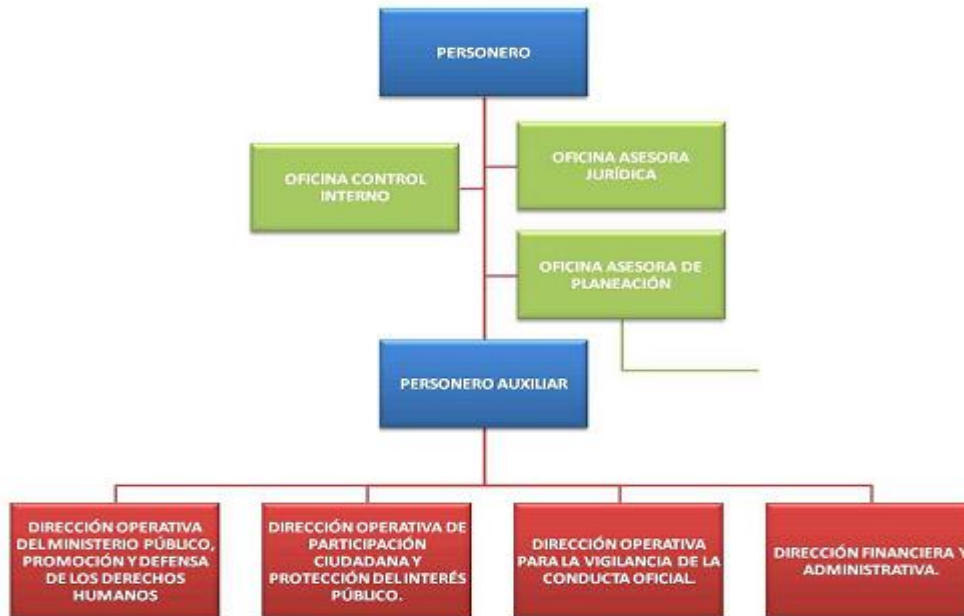 PERSONERO
OFICINA CONTROL
INTERNO
OFICINA ASESORA
JURÍDICA
OFICINA ASESORA DE
PLANEACIÓN
PERSONERO AUXILIAR
DIRECCIÓN OPERATIVA
DEL MINISTERIO PÚBLICO,
PROMOCIÓN Y DEFENSA
DE LOS DERECHOS
HUMANOS
DIRECCIÓN OPERATIVA DE
PARTICIPACIÓN
CIUDADANA Y
PROTECCIÓN DEL INTERÉS
PÚBLICO.
DIRECCIÓN OPERATIVA
PARA LA VIGILANCIA DE LA
CONDUCTA OFICIAL.
DIRECCIÓN FINANCIERA Y
ADMINISTRATIVA.